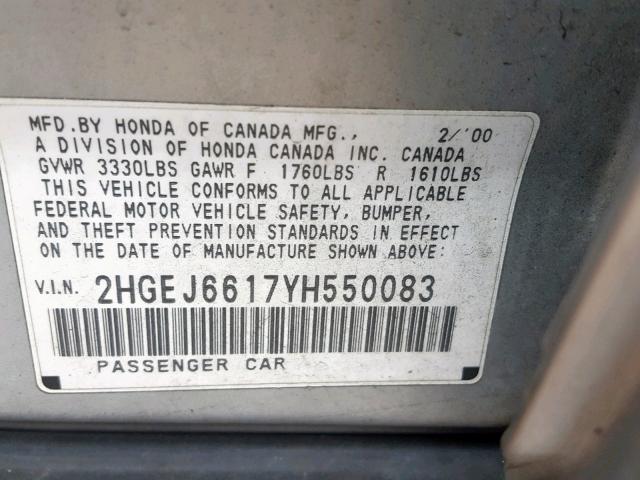 MFD.BY HONDA OF CANADA MFG., 2/'00
A DIVISION OF HONDA CANADA INC. CANADA
GVWR 3330LBS GAWR F 1760LBS R 1610LBS
THIS VEHICLE CONFORMS TO ALL APPLICABLE
FEDERAL MOTOR VEHICLE SAFETY, BUMPER,
AND THEFT PREVENTION STANDARDS IN EFFECT
ON THE DATE OF MANUFACTURE SHOWN ABOVE:
V.I.N. 2HGEJ6617YH550083
PASSENGER CAR